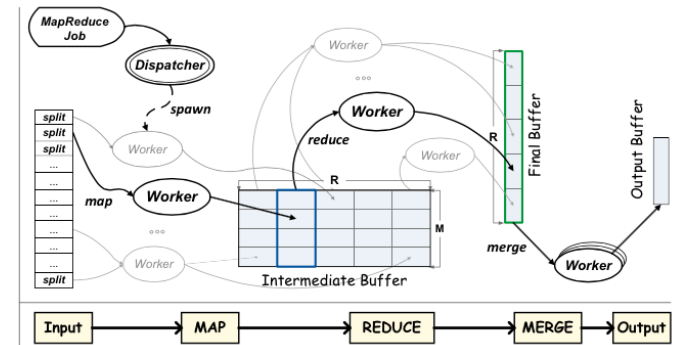 MapReduce
Job
Dispatcher
spawn
split
split
split
...
...
...
...
...
...
split
map
Worker
Worker
°°°
Worker
Worker
°°°
Worker
reduce
Worker
R
M
Intermediate Buffer
R
Final Buffer
merge
Worker
Output Buffer
Input
MAP
REDUCE
MERGE
Output